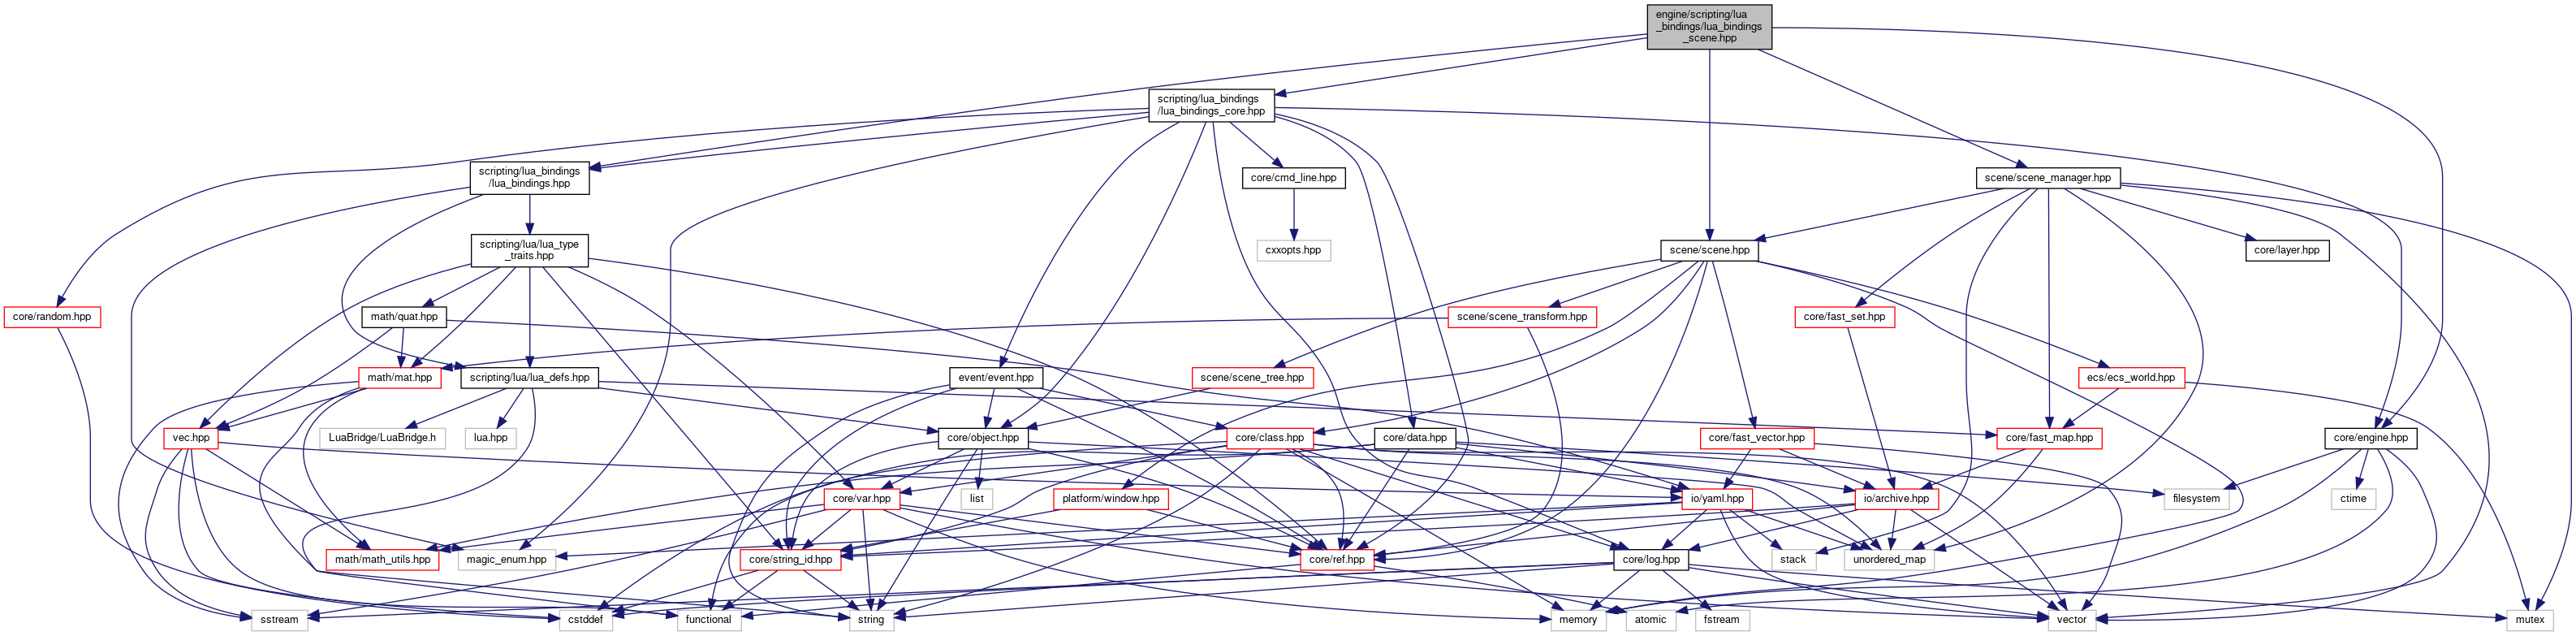 engine/scripting/lua
_bindings/lua_bindings
_scene.hpp
scripting/lua_bindings
/lua_bindings_core.hpp
scripting/lua_bindings
/lua_bindings.hpp
core/cmd_line.hpp
scene/scene_manager.hpp
scripting/lua/lua_type
_traits.hpp
cxxopts.hpp
scene/scene.hpp
core/layer.hpp
core/random.hpp
math/quat.hpp
scene/scene_transform.hpp
core/fast_set.hpp
math/mat.hpp
scripting/lua/lua_defs.hpp
event/event.hpp
scene/scene_tree.hpp
ecs/ecs_world.hpp
vec.hpp
LuaBridge/LuaBridge.h
lua.hpp
core/object.hpp
core/class.hpp
core/data.hpp
core/fast_vector.hpp
core/fast_map.hpp
core/engine.hpp
core/var.hpp
list
platform/window.hpp
io/yaml.hpp
io/archive.hpp
filesystem
ctime
math/math_utils.hpp
magic_enum.hpp
core/string_id.hpp
core/ref.hpp
core/log.hpp
stack
unordered_map
sstream
cstddef
functional
string
memory
atomic
fstream
vector
mutex